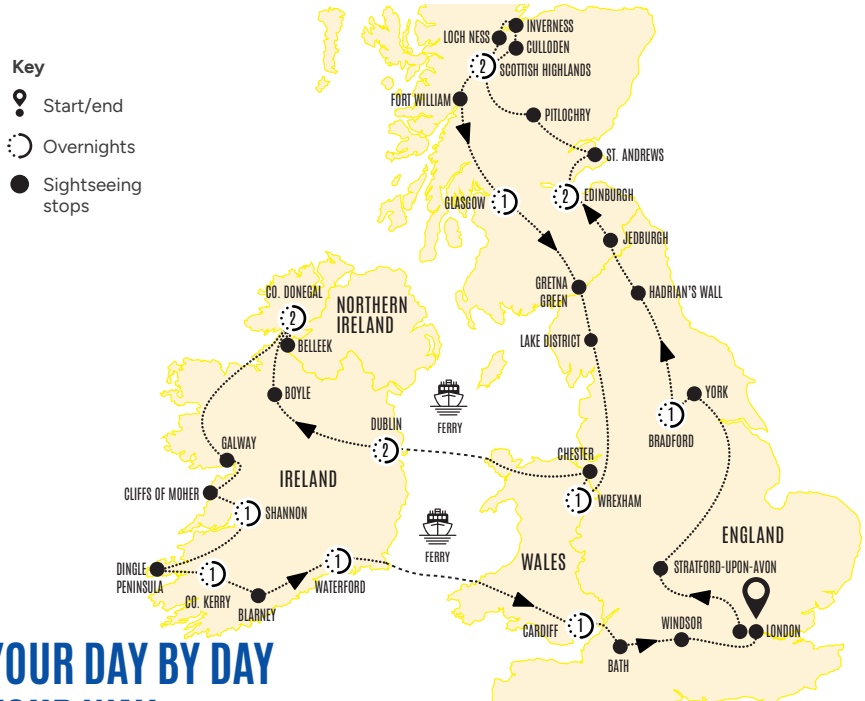 Key
Start/end
Overnights
Sightseeing
stops
INVERNESS
LOCH NESS
CULLODEN
2
SCOTTISH HIGHLANDS
FORT WILLIAM
PITLOCHRY
ST. ANDREWS
GLASGOW
1
2
EDINBURGH
JEDBURGH
GRETNA
GREEN
HADRIAN'S WALL
CO. DONEGAL
2
NORTHERN
IRELAND
BELLEEK
LAKE DISTRICT
BOYLE
YORK
FERRY
1
BRADFORD
DUBLIN
2
GALWAY
IRELAND
CHESTER
1
WREXHAM
CLIFFS OF MOHER
1
SHANNON
FERRY
ENGLAND
WALES
DINGLE
PENINSULA
1
CO. KERRY
BLARNEY
1
WATERFORD
STRATFORD-UPON-AVON
CARDIFF
1
BATH
WINDSOR
LONDON
YOUR DAY BY DAY